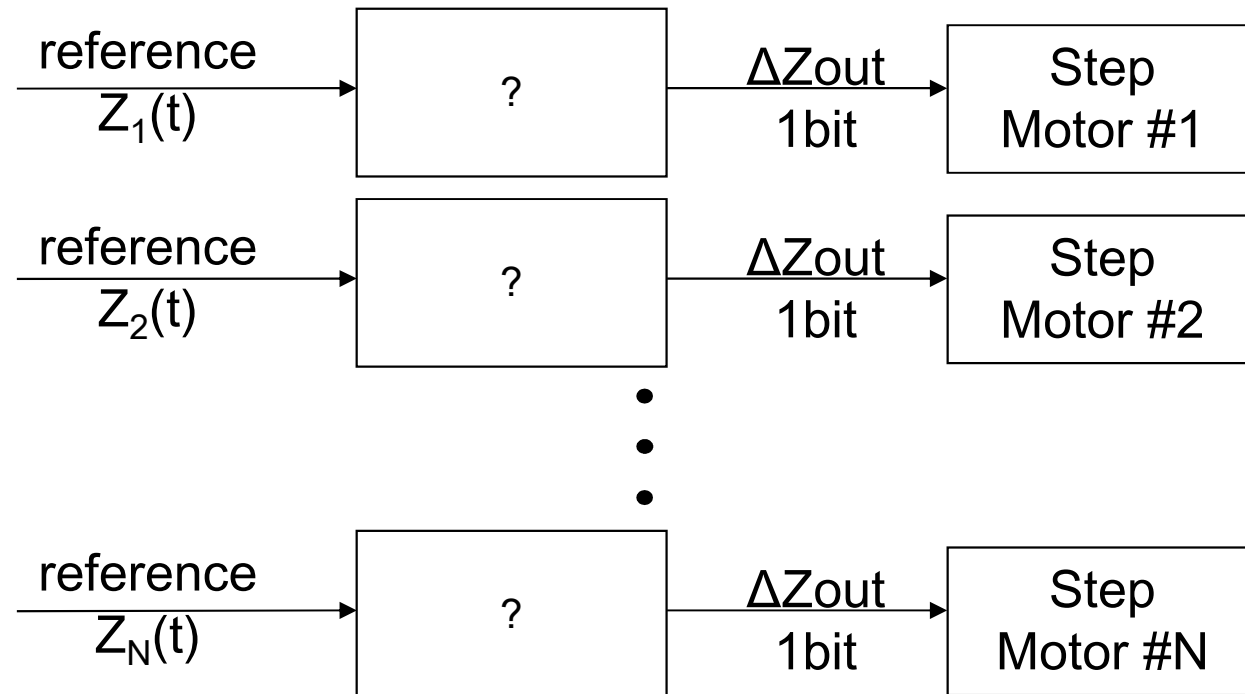 reference
Z₁(t)
?
ΔZout
1bit
Step
Motor #1
reference
Z₂(t)
?
ΔZout
1bit
Step
Motor #2
reference
Z_N(t)
?
ΔZout
1bit
Step
Motor #N